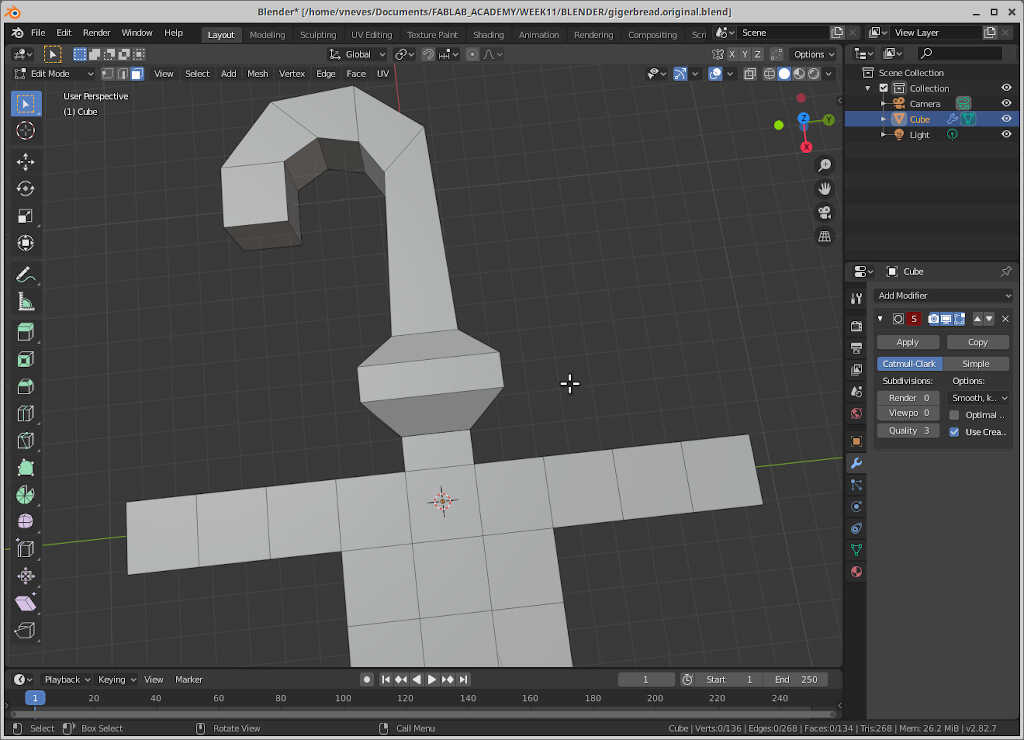 Blender* [/home/vneves/Documents/FABLAB_ACADEMY/WEEK11/BLENDER/gigerbread.original.blend]
File Edit Render Window Help Layout Modeling Sculpting UV Editing Texture Paint Shading Animation Rendering Compositing Scr Scene View Layer
Global X Y Z Options
Edit Mode View Select Add Mesh Vertex Edge Face UV
User Perspective
(1) Cube
Z
Y
X
Scene Collection
Collection
Camera
Cube
Light
Cube
Add Modifier
S
Apply Copy
Catmull-Clark Simple
Subdivisions: Options:
Render 0 Smooth, k..
Viewpo 0 Optimal ..
Quality 3 Use Crea..
Playback Keying View Marker 1 Start 1 End 250
1 20 40 60 80 100 120 140 160 180 200 220 240
Select Box Select Rotate View Call Menu Cube | Verts:0/136 | Edges:0/268 | Faces:0/134 | Tris:268 | Mem: 26.2 MiB | v2.82.7